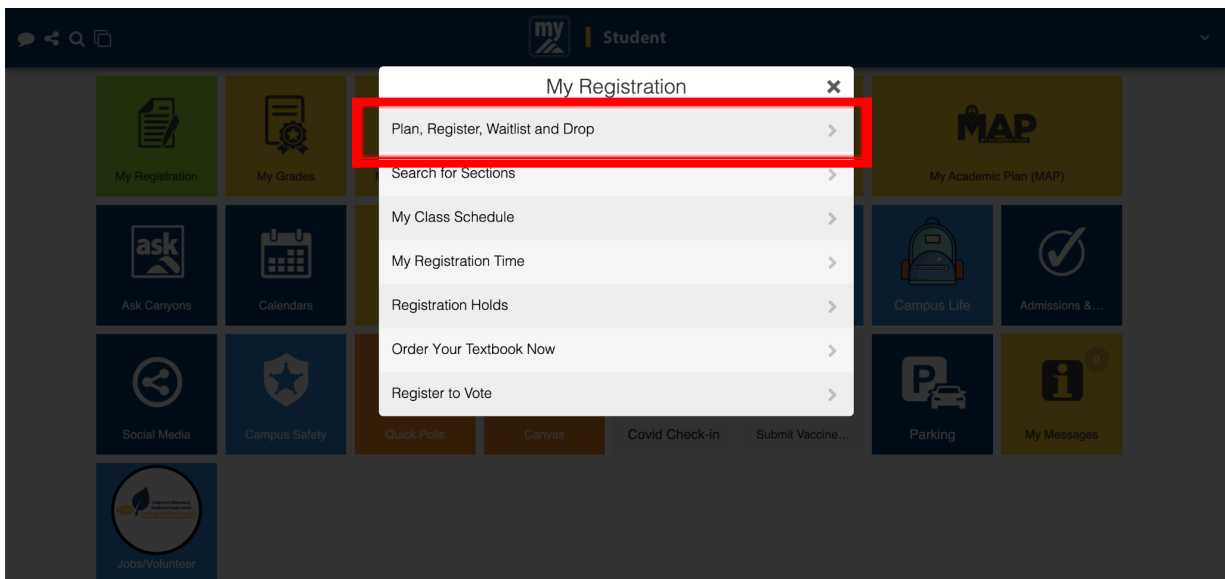 my
Student
My Registration
Plan, Register, Waitlist and Drop
Search for Sections
My Class Schedule
My Registration Time
Registration Holds
Order Your Textbook Now
Register to Vote
My Registration
My Grades
MAP
My Academic Plan (MAP)
ask
Ask Canyons
Calendars
Campus Life
Admissions &...
Social Media
Campus Safety
Quick Polls
Canvas
Covid Check-in
Submit Vaccine...
P
Parking
0
My Messages
Jobs/Volunteer